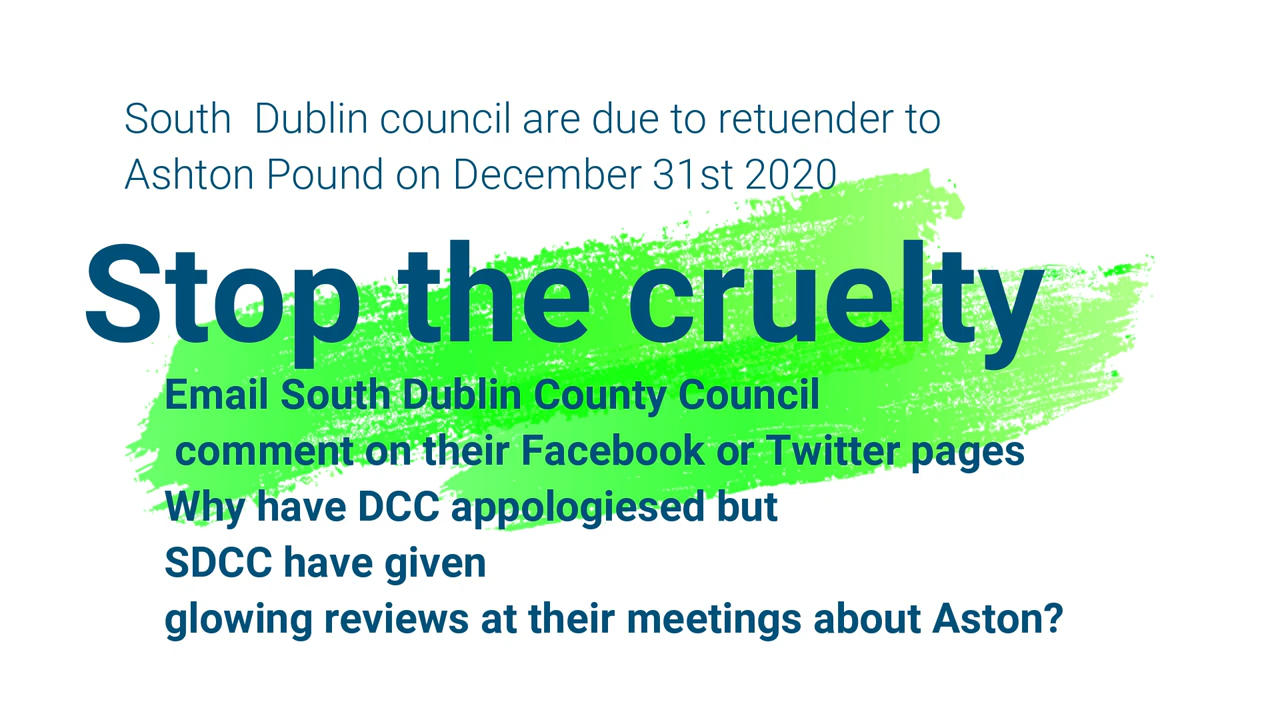 South  Dublin council are due to retuender to
Ashton Pound on December 31st 2020
Stop the cruelty
Email South Dublin County Council
comment on their Facebook or Twitter pages
Why have DCC appologiesed but
SDCC have given
glowing reviews at their meetings about Aston?